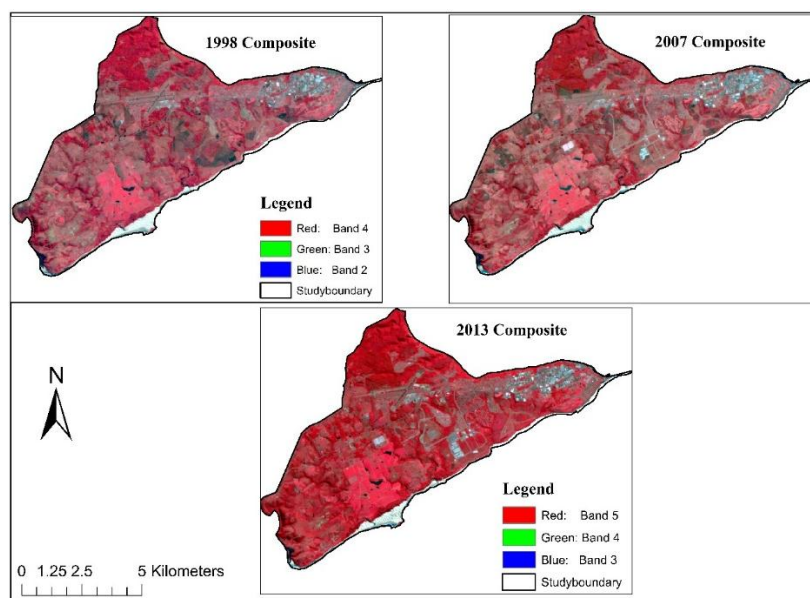 1998 Composite
Legend
Red: Band 4
Green: Band 3
Blue: Band 2
Studyboundary
2007 Composite
2013 Composite
Legend
Red: Band 5
Green: Band 4
Blue: Band 3
Studyboundary
N
0 1.25 2.5 5 Kilometers